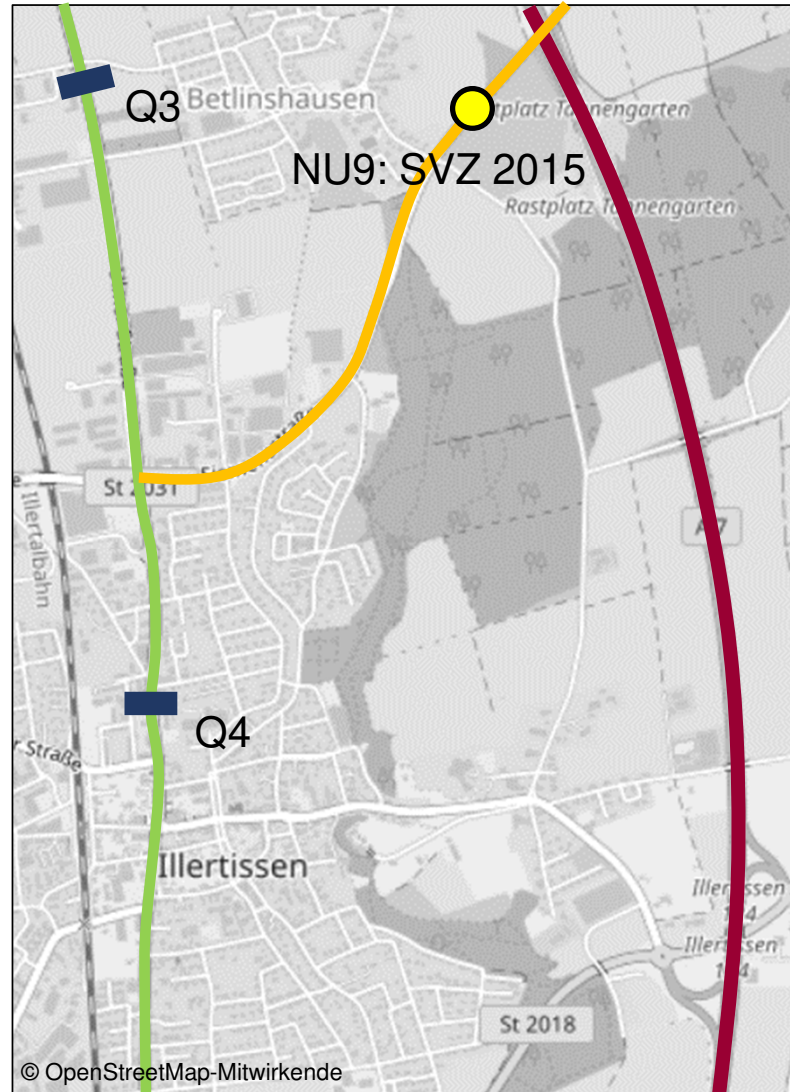 Q3
Betlinshausen
NU9: SVZ 2015
Rastplatz Tannengarten
St 2031
Illertalbahn
A 7
Q4
r Straße
Illertissen
Illertissen
Illertissen
St 2018
© OpenStreetMap-Mitwirkende